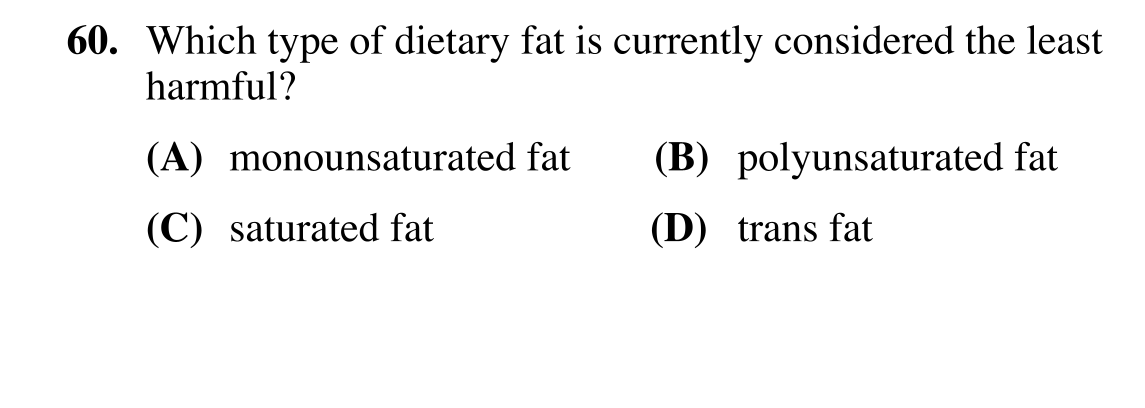 60. Which type of dietary fat is currently considered the least
harmful?
(A) monounsaturated fat (B) polyunsaturated fat
(C) saturated fat (D) trans fat